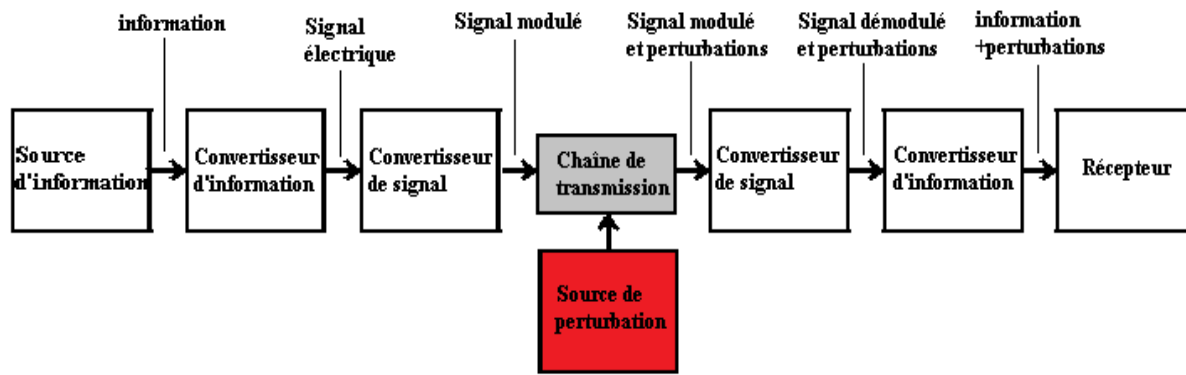 information
Signal
électrique
Signal modulé
Signal modulé
et perturbations
Signal démodulé
et perturbations
information
+perturbations
Source
d'information
Convertisseur
d'information
Convertisseur
de signal
Chaîne de
transmission
Convertisseur
de signal
Convertisseur
d'information
Récepteur
Source de
perturbation